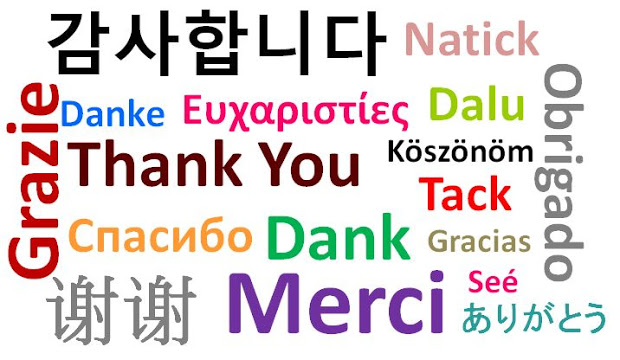 감사합니다
Natick
Grazie
Danke
Ευχαριστίες
Dalu
Obrigado
Thank You
Köszönöm
Tack
Спасибо
Dank
Gracias
谢谢
Merci
Seé
ありがとう